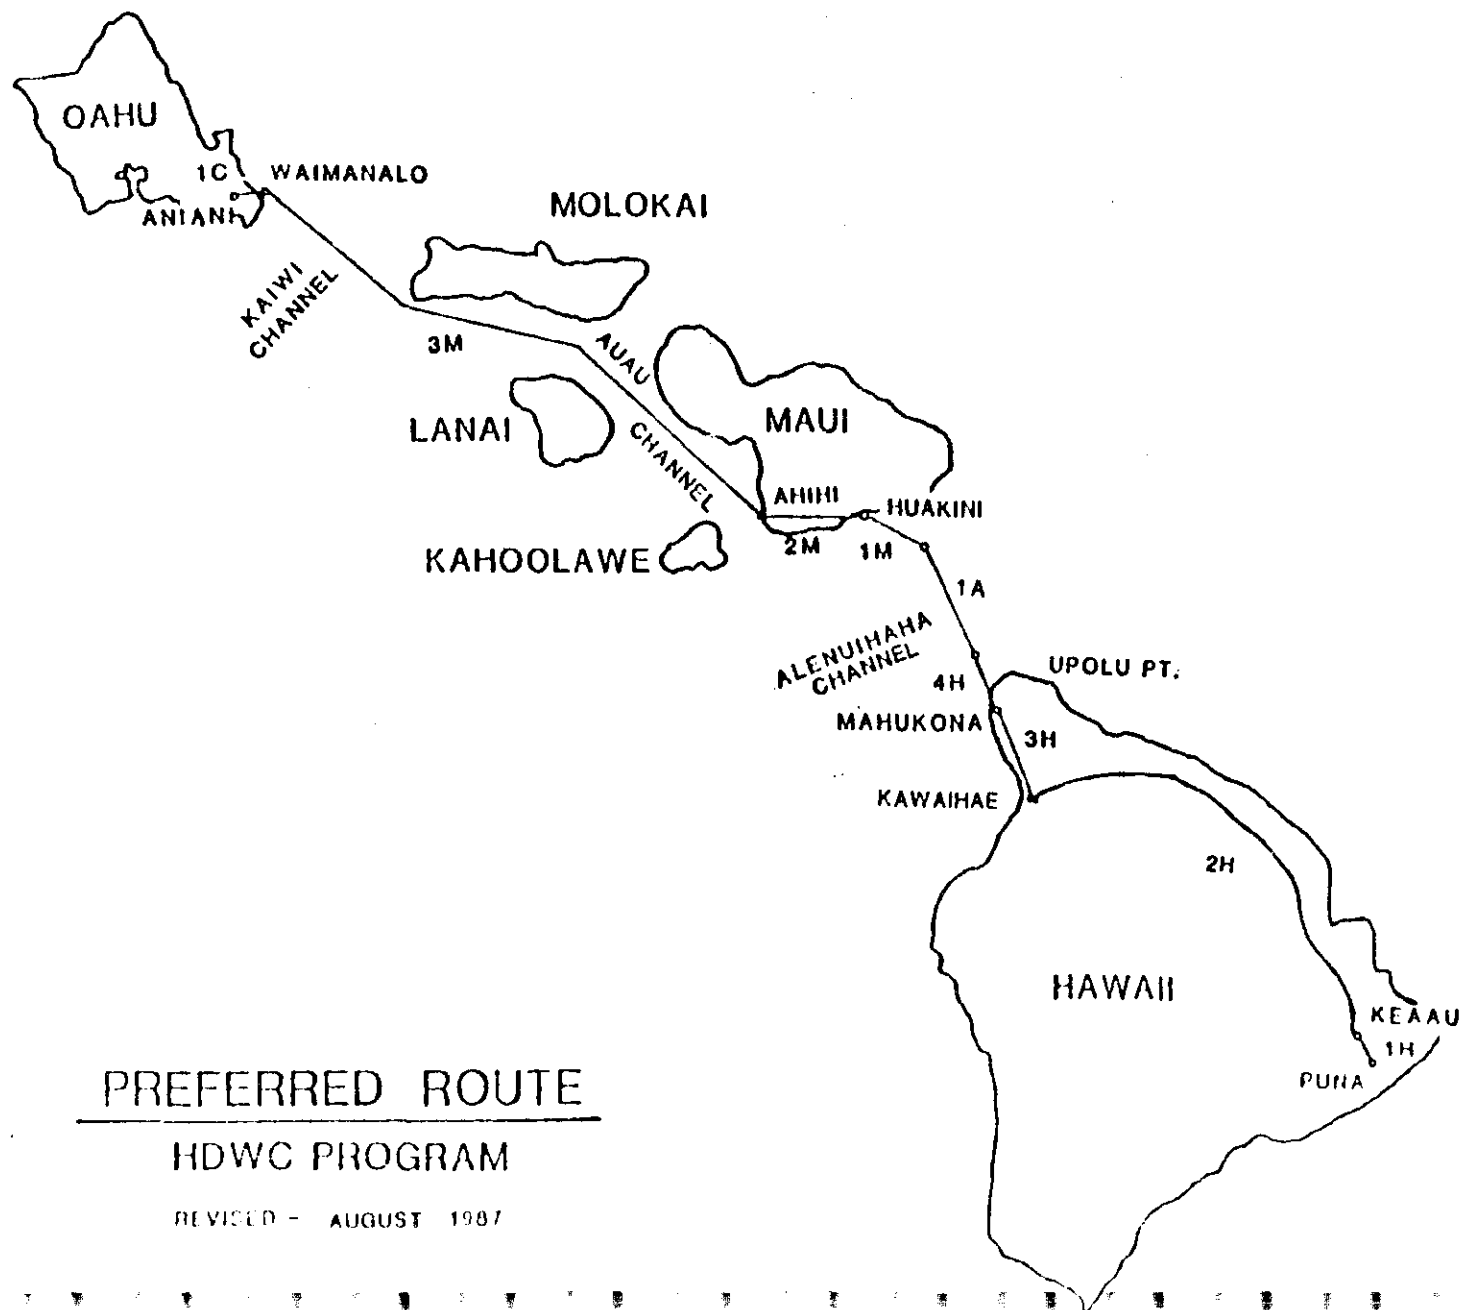 OAHU
1C
WAIMANALO
ANIANI
MOLOKAI
KAIWI
CHANNEL
3M
AUAU
CHANNEL
LANAI
MAUI
AHIHI
HUAKINI
2M
1M
KAHOOLAWE
1A
ALENUIHAHA
CHANNEL
UPOLU PT.
4H
MAHUKONA
3H
KAWAIHAE
2H
HAWAII
KEAAU
1H
PUNA
PREFERRED ROUTE
HDWC PROGRAM
REVISED - AUGUST 1987